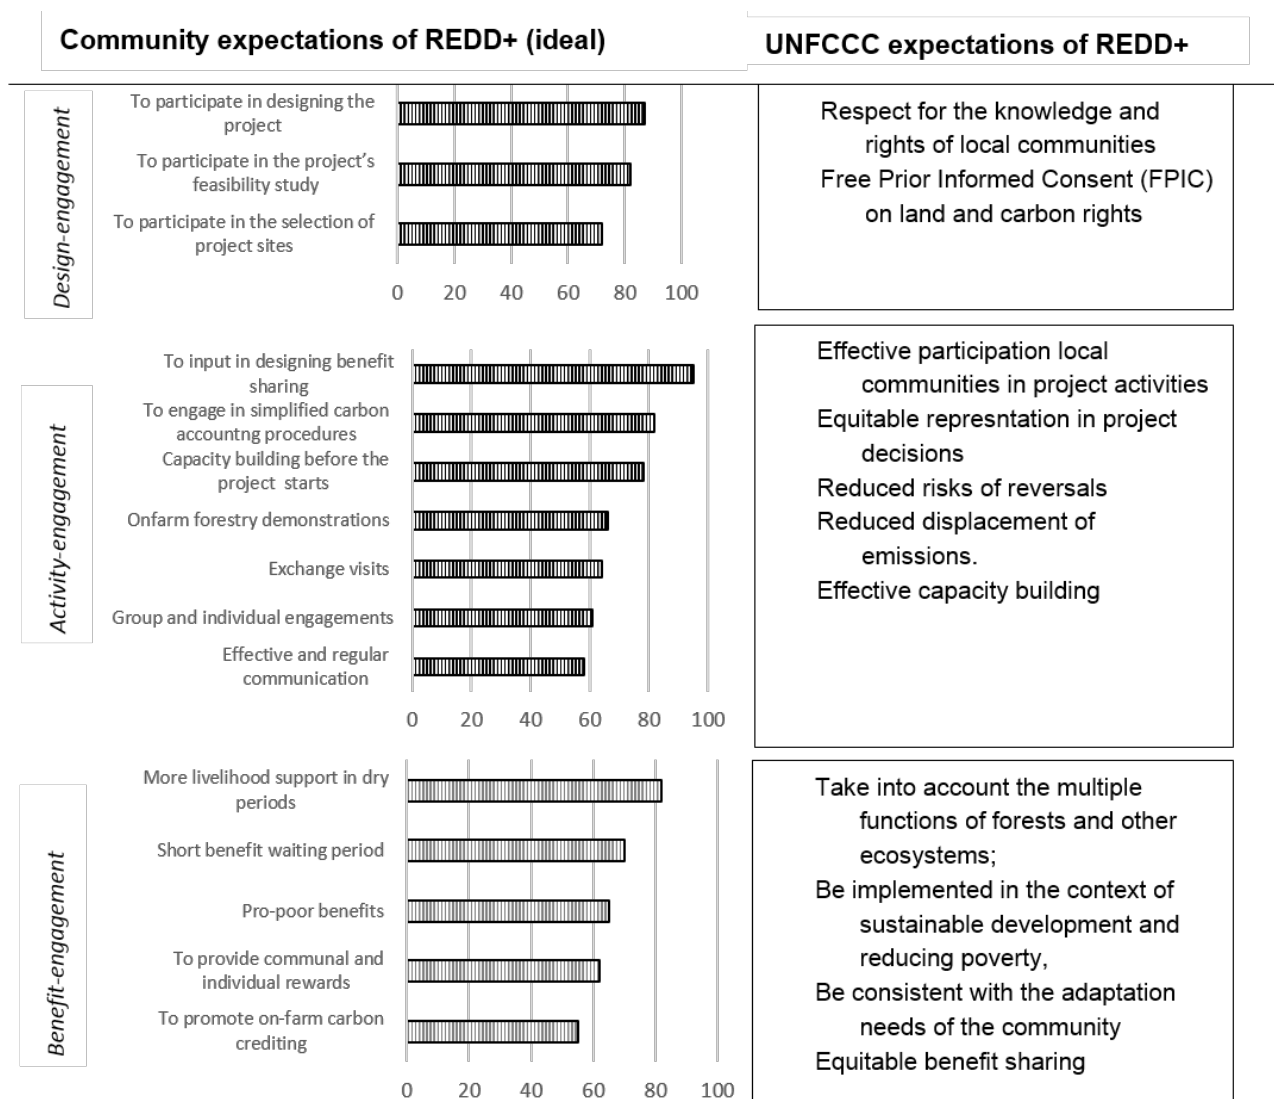 Community expectations of REDD+ (ideal)
UNFCCC expectations of REDD+
Design-engagement
To participate in designing the
project
To participate in the project's
feasibility study
To participate in the selection of
project sites
0 20 40 60 80 100
Respect for the knowledge and
rights of local communities
Free Prior Informed Consent (FPIC)
on land and carbon rights
Activity-engagement
To input in designing benefit
sharing
To engage in simplified carbon
accountng procedures
Capacity building before the
project starts
Onfarm forestry demonstrations
Exchange visits
Group and individual engagements
Effective and regular
communication
0 20 40 60 80 100
Effective participation local
communities in project activities
Equitable represntation in project
decisions
Reduced risks of reversals
Reduced displacement of
emissions.
Effective capacity building
Benefit-engagement
More livelihood support in dry
periods
Short benefit waiting period
Pro-poor benefits
To provide communal and
individual rewards
To promote on-farm carbon
crediting
0 20 40 60 80 100
Take into account the multiple
functions of forests and other
ecosystems;
Be implemented in the context of
sustainable development and
reducing poverty,
Be consistent with the adaptation
needs of the community
Equitable benefit sharing